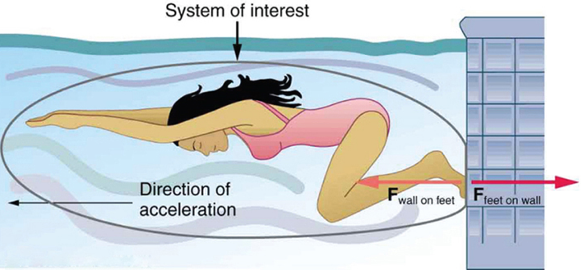 System of interest
Direction of
acceleration
F wall on feet
F feet on wall